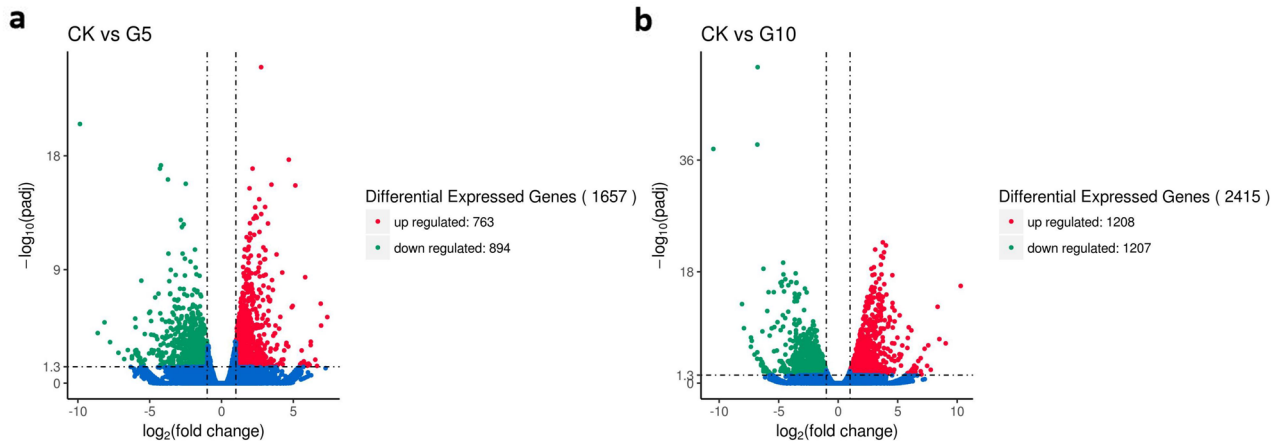 a
CK vs G5
18
9
1.3
0
−log10(padj)
-10
-5
0
5
log2(fold change)
Differential Expressed Genes ( 1657 )
up regulated: 763
down regulated: 894
b
CK vs G10
36
18
1.3
0
−log10(padj)
-10
-5
0
5
10
log2(fold change)
Differential Expressed Genes ( 2415 )
up regulated: 1208
down regulated: 1207